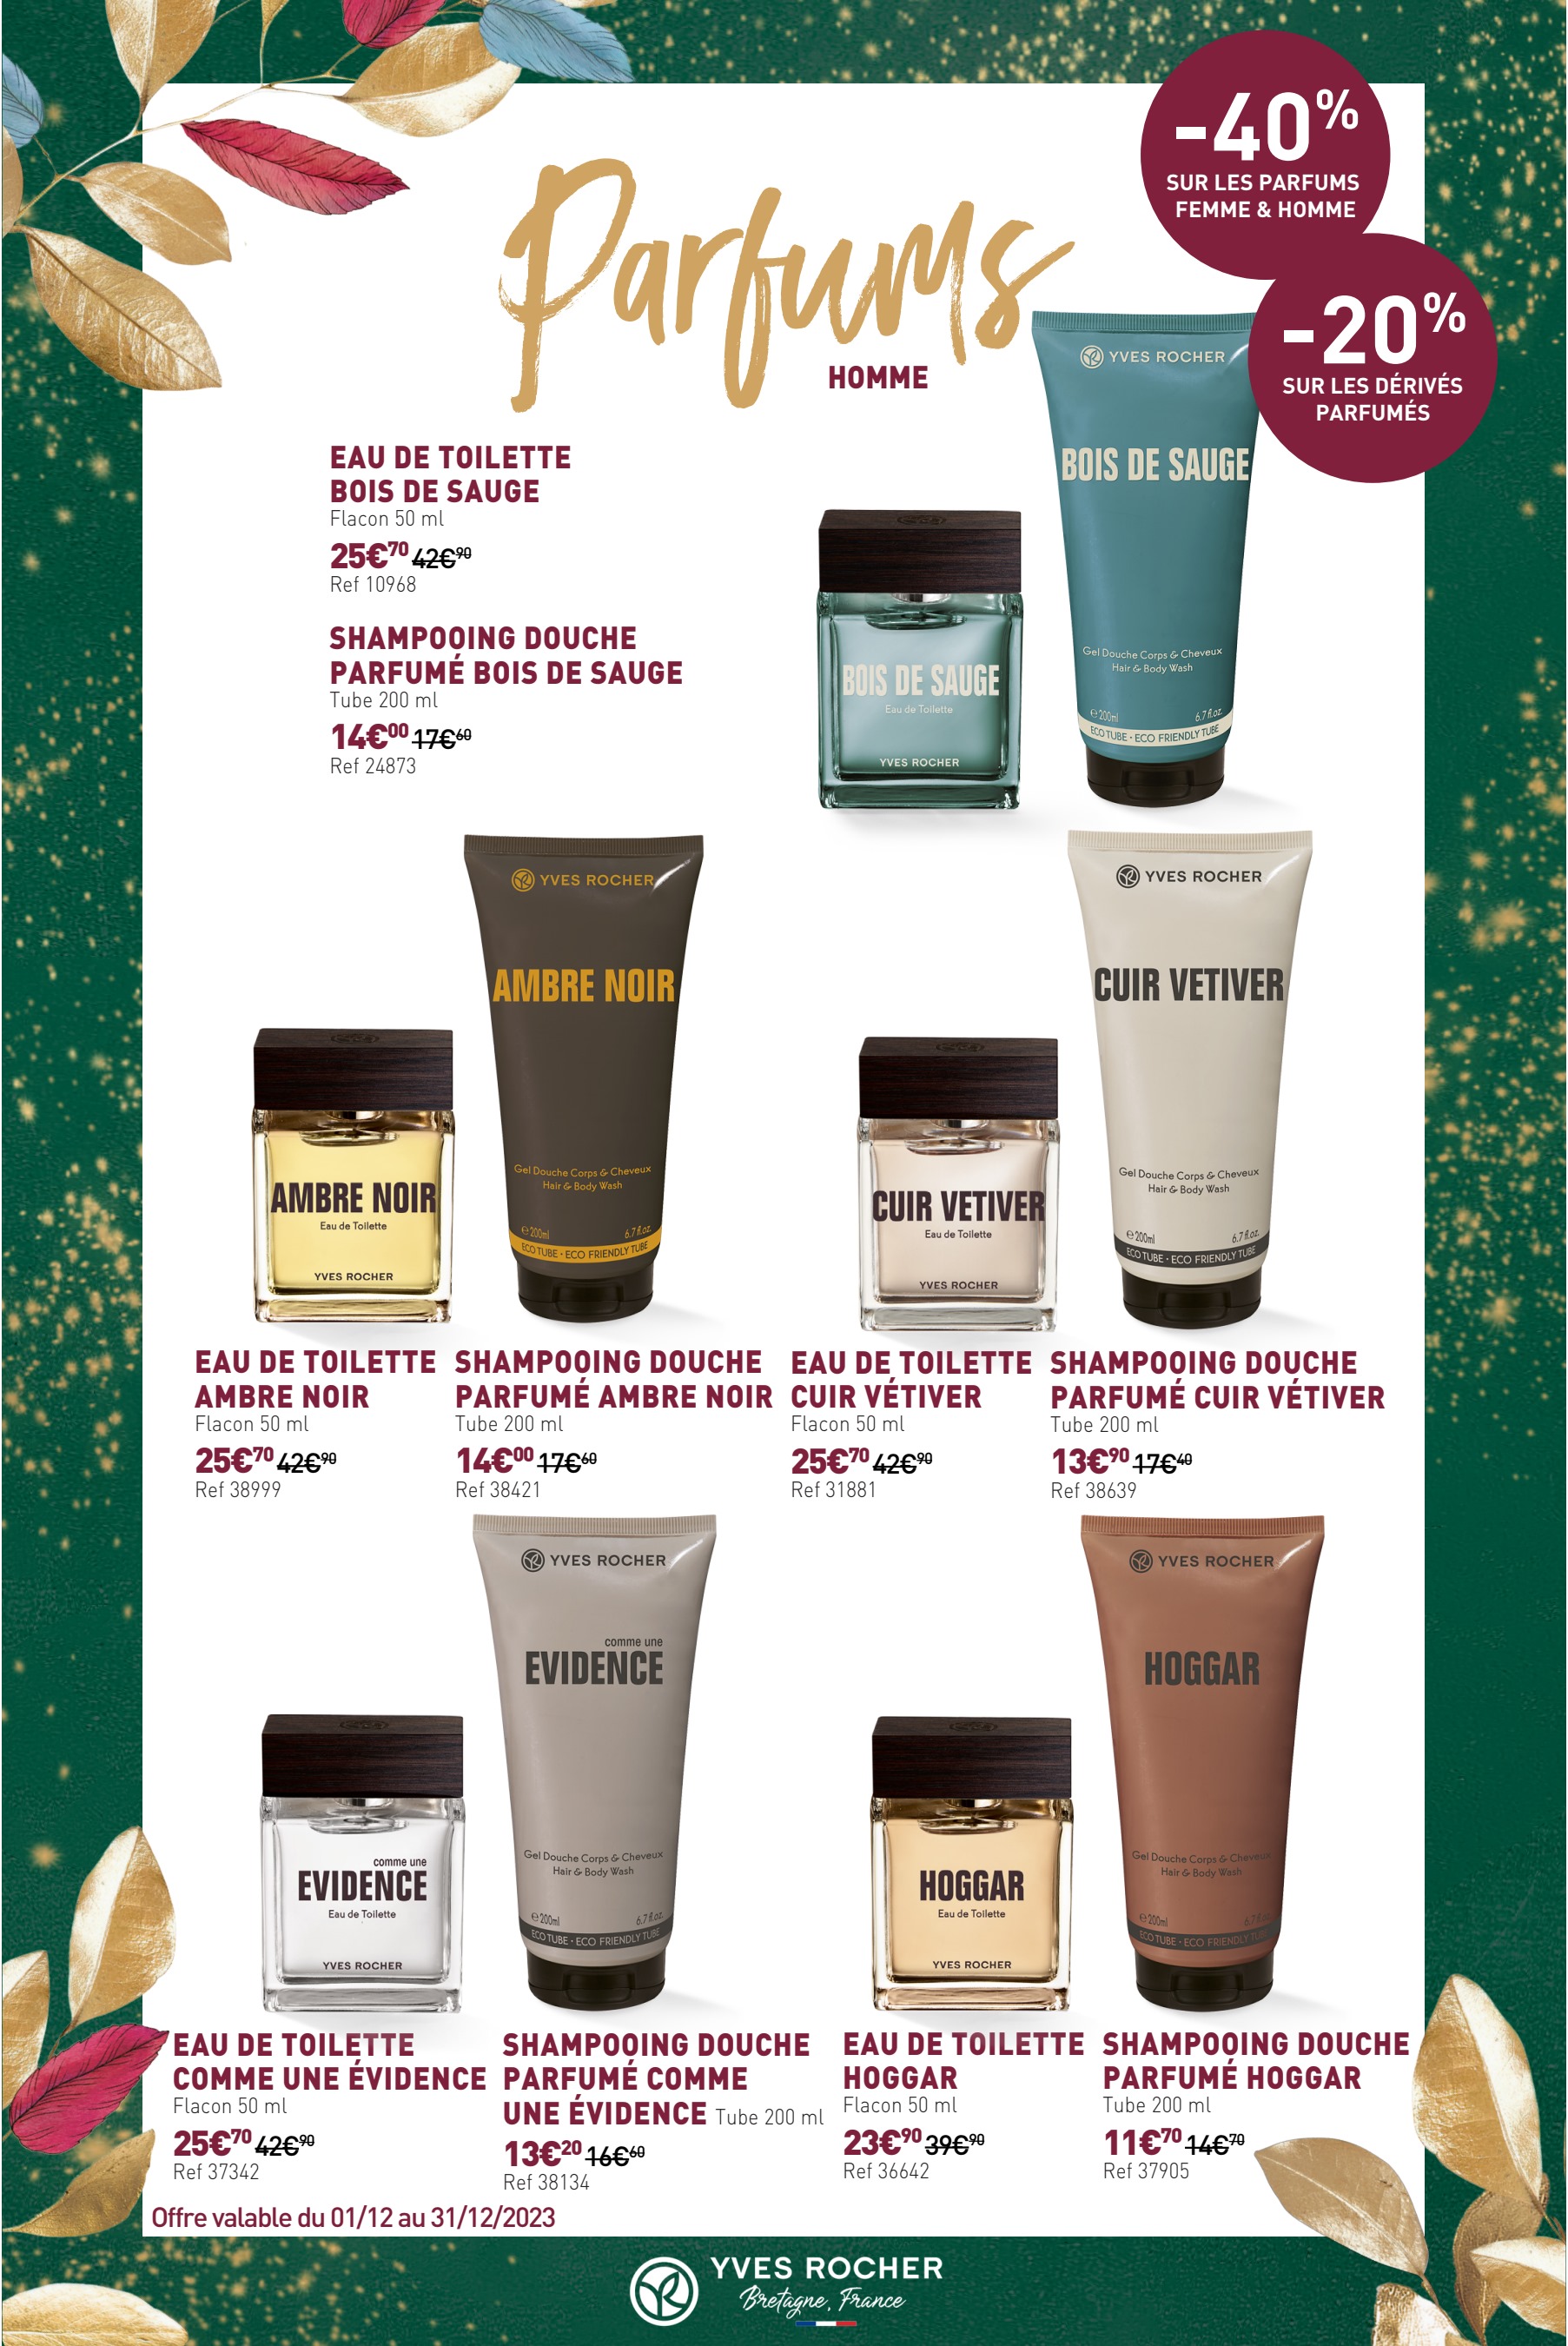 -40%
SUR LES PARFUMS
FEMME & HOMME
-20%
SUR LES DÉRIVÉS
PARFUMÉS
Parfums
HOMME
EAU DE TOILETTE
BOIS DE SAUGE
Flacon 50 ml
25€70 42€90
Ref 10968
SHAMPOOING DOUCHE
PARFUMÉ BOIS DE SAUGE
Tube 200 ml
14€00 17€60
Ref 24873
BOIS DE SAUGE
Eau de Toilette
YVES ROCHER
YVES ROCHER
BOIS DE SAUGE
Gel Douche Corps & Cheveux
Hair & Body Wash
e 200ml 6.7 fl.oz.
ECO TUBE • ECO FRIENDLY TUBE
AMBRE NOIR
Eau de Toilette
YVES ROCHER
YVES ROCHER
AMBRE NOIR
Gel Douche Corps & Cheveux
Hair & Body Wash
e 200ml 6.7 fl.oz.
ECO TUBE • ECO FRIENDLY TUBE
CUIR VETIVER
Eau de Toilette
YVES ROCHER
YVES ROCHER
CUIR VETIVER
Gel Douche Corps & Cheveux
Hair & Body Wash
e 200ml 6.7 fl.oz.
ECO TUBE • ECO FRIENDLY TUBE
EAU DE TOILETTE
AMBRE NOIR
Flacon 50 ml
25€70 42€90
Ref 38999
SHAMPOOING DOUCHE
PARFUMÉ AMBRE NOIR
Tube 200 ml
14€00 17€60
Ref 38421
EAU DE TOILETTE
CUIR VÉTIVER
Flacon 50 ml
25€70 42€90
Ref 31881
SHAMPOOING DOUCHE
PARFUMÉ CUIR VÉTIVER
Tube 200 ml
13€90 17€40
Ref 38639
comme une
EVIDENCE
Eau de Toilette
YVES ROCHER
YVES ROCHER
comme une
EVIDENCE
Gel Douche Corps & Cheveux
Hair & Body Wash
e 200ml 6.7 fl.oz.
ECO TUBE • ECO FRIENDLY TUBE
HOGGAR
Eau de Toilette
YVES ROCHER
YVES ROCHER
HOGGAR
Gel Douche Corps & Cheveux
Hair & Body Wash
e 200ml 6.7 fl.oz.
ECO TUBE • ECO FRIENDLY TUBE
EAU DE TOILETTE
COMME UNE ÉVIDENCE
Flacon 50 ml
25€70 42€90
Ref 37342
SHAMPOOING DOUCHE
PARFUMÉ COMME
UNE ÉVIDENCE Tube 200 ml
13€20 16€60
Ref 38134
EAU DE TOILETTE
HOGGAR
Flacon 50 ml
23€90 39€90
Ref 36642
SHAMPOOING DOUCHE
PARFUMÉ HOGGAR
Tube 200 ml
11€70 14€70
Ref 37905
Offre valable du 01/12 au 31/12/2023
YVES ROCHER
Bretagne, France